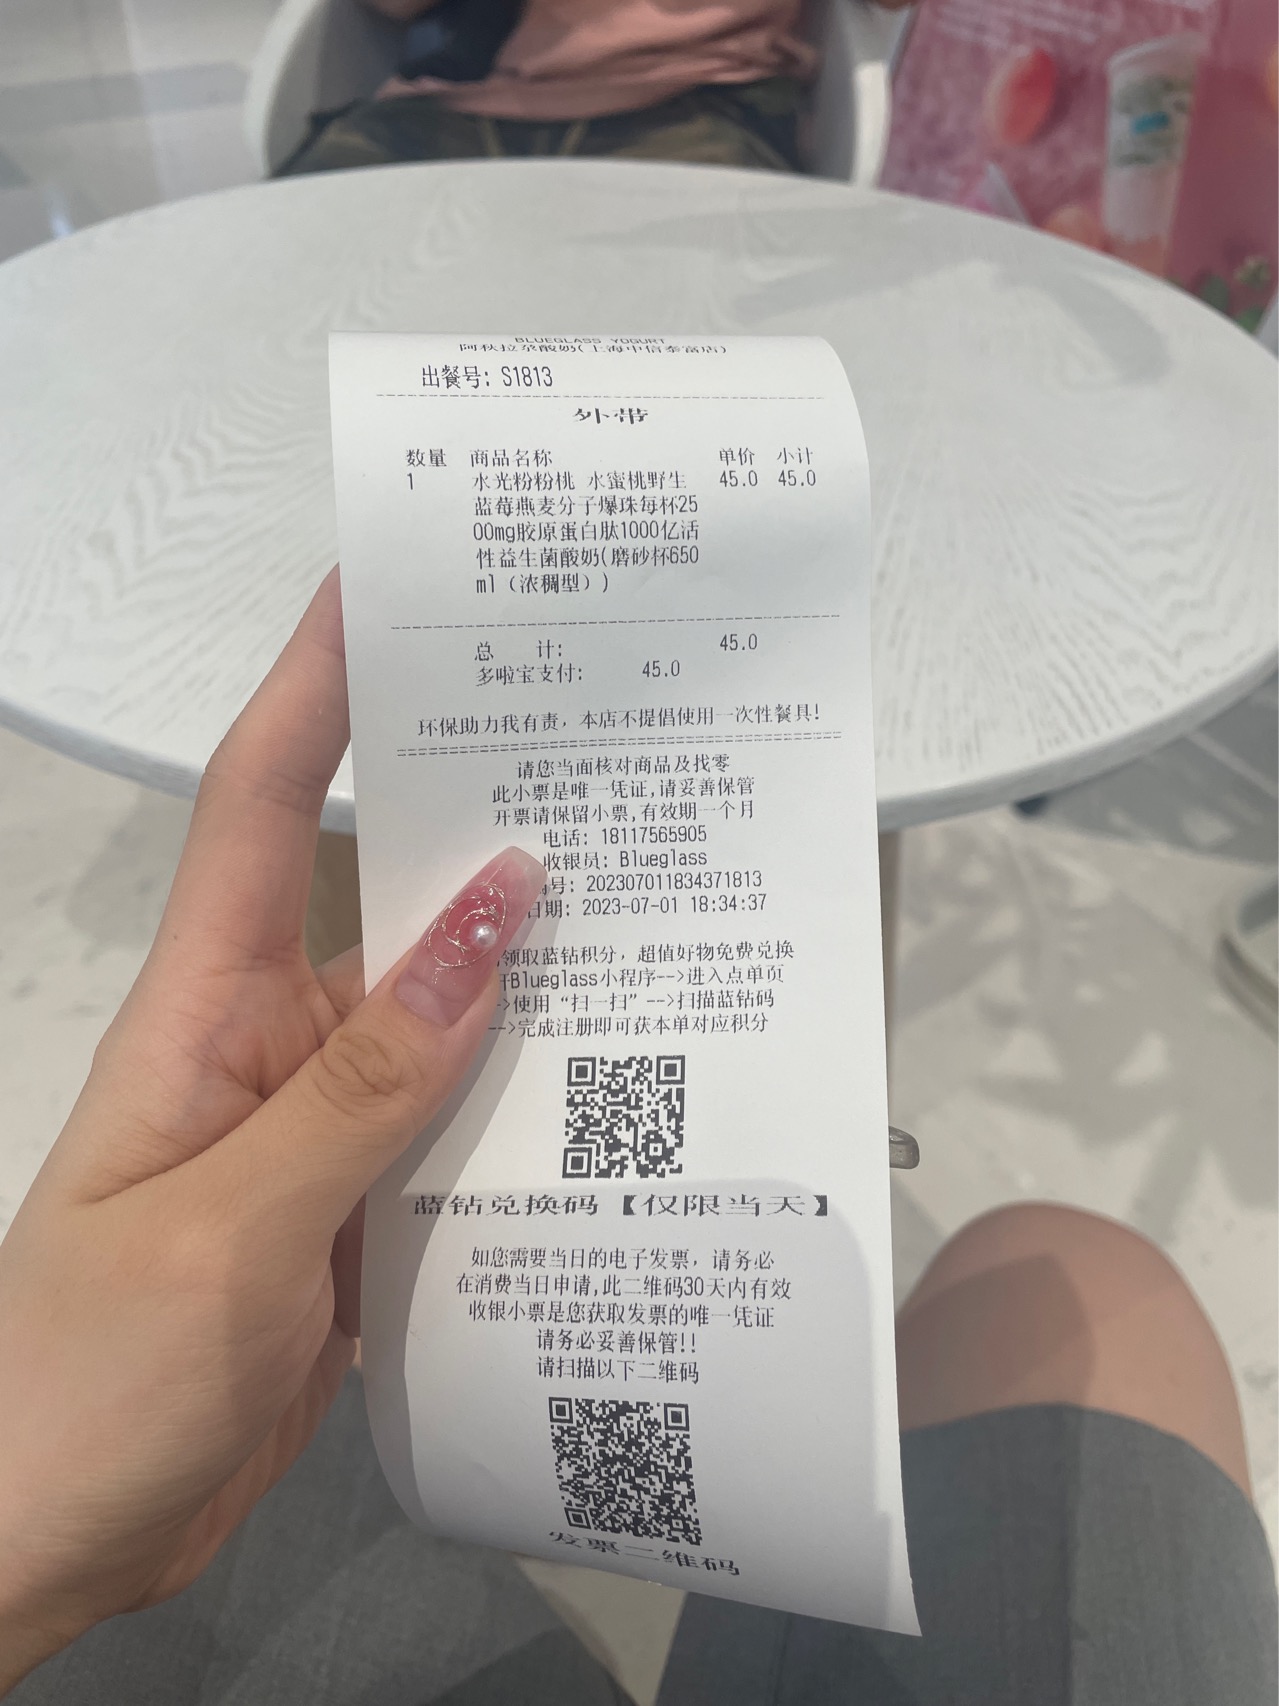 BLUEGLASS YOGURT
阿秋拉尕酸奶(上海中信泰富店)
出餐号: S1813
外带
数量 商品名称 单价 小计
1 水光粉粉桃 水蜜桃野生 45.0 45.0
蓝莓燕麦分子爆珠每杯25
00mg胶原蛋白肽1000亿活
性益生菌酸奶(磨砂杯650
ml（浓稠型）)
总 计: 45.0
多啦宝支付: 45.0
环保助力我有责，本店不提倡使用一次性餐具!
请您当面核对商品及找零
此小票是唯一凭证,请妥善保管
开票请保留小票,有效期一个月
电话: 18117565905
收银员: Blueglass
号: 202307011834371813
日期: 2023-07-01 18:34:37
领取蓝钻积分，超值好物免费兑换
Blueglass小程序-->进入点单页
->使用“扫一扫”-->扫描蓝钻码
-->完成注册即可获本单对应积分
蓝钻兑换码【仅限当天】
如您需要当日的电子发票，请务必
在消费当日申请,此二维码30天内有效
收银小票是您获取发票的唯一凭证
请务必妥善保管!!
请扫描以下二维码
发票二维码